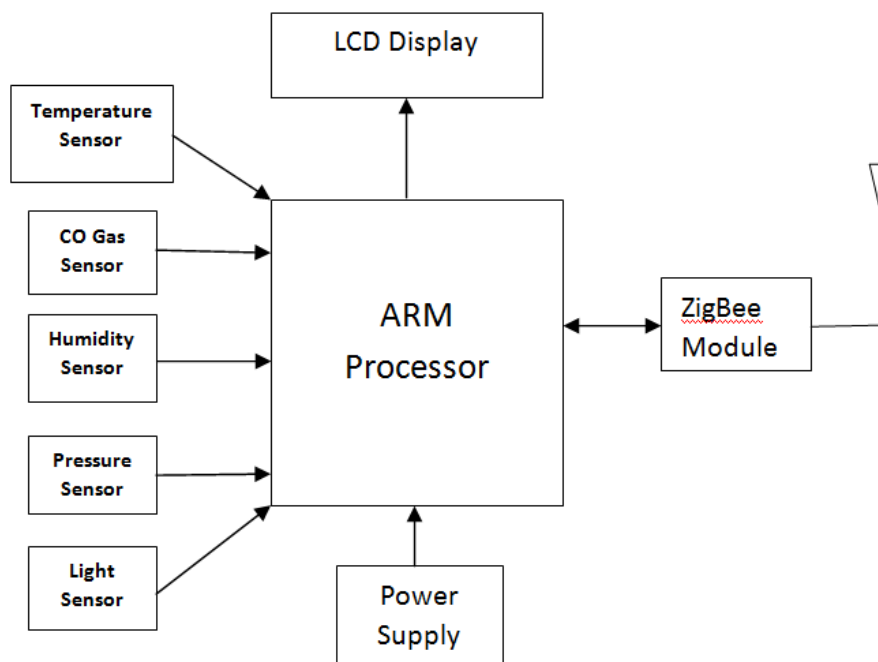 LCD Display
Temperature
Sensor
CO Gas
Sensor
Humidity
Sensor
Pressure
Sensor
Light
Sensor
ARM
Processor
ZigBee
Module
Power
Supply